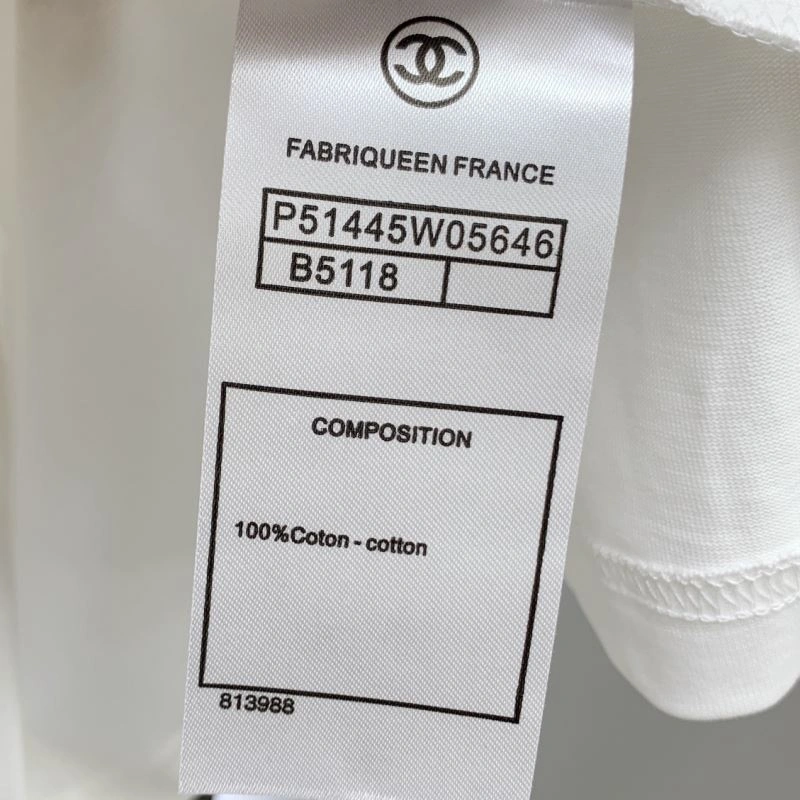 FABRIQUEEN FRANCE
P51445W05646
B5118
COMPOSITION
100%Coton - cotton
813988